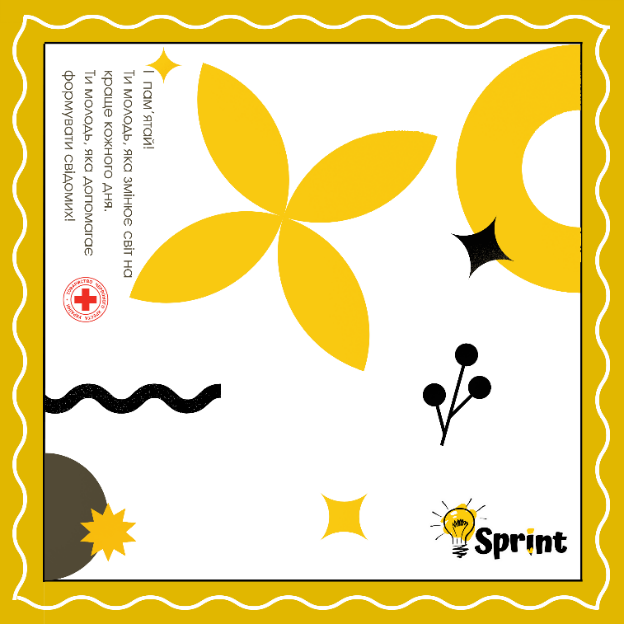 І пам'ятай!
Ти молодь, яка змінює світ на
краще кожного дня.
Ти молодь, яка допомагає
формувати свідомих!
Sprint